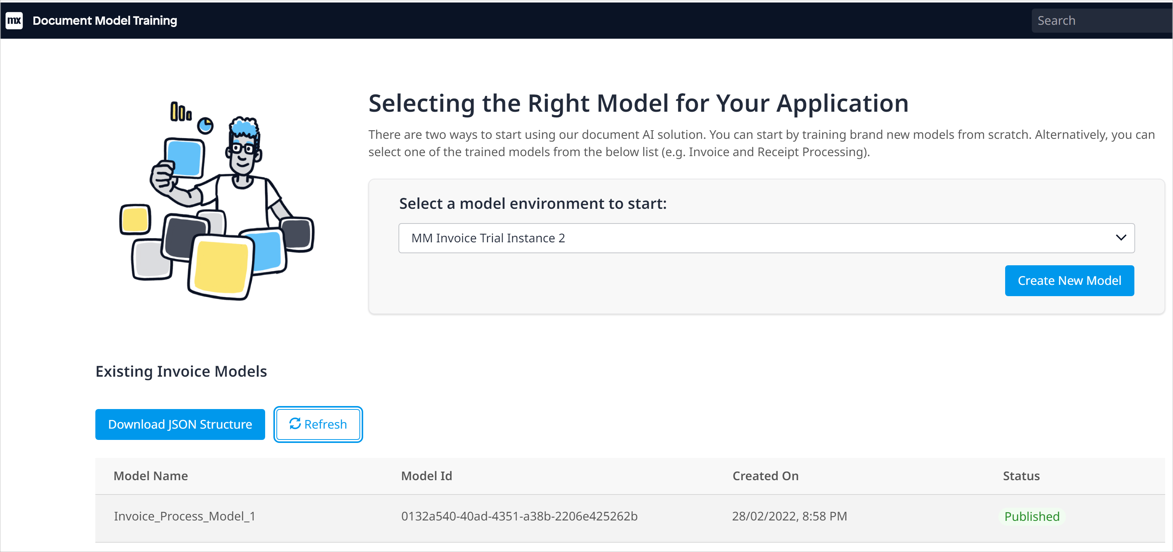 mx Document Model Training Search
Selecting the Right Model for Your Application
There are two ways to start using our document AI solution. You can start by training brand new models from scratch. Alternatively, you can
select one of the trained models from the below list (e.g. Invoice and Receipt Processing).
Select a model environment to start:
MM Invoice Trial Instance 2
Create New Model
Existing Invoice Models
Download JSON Structure Refresh
Model Name Model Id Created On Status
Invoice_Process_Model_1 0132a540-40ad-4351-a38b-2206e425262b 28/02/2022, 8:58 PM Published